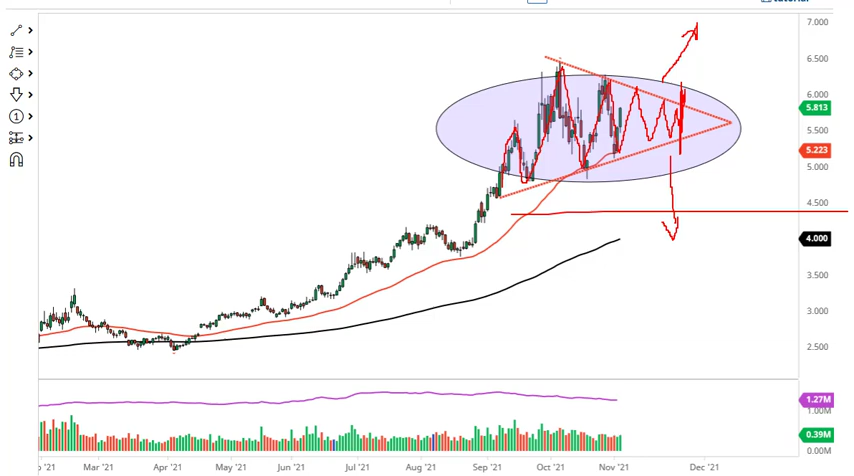 tutorial
7.000
6.500
6.000
5.813
5.500
5.223
5.000
4.500
4.000
3.500
3.000
2.500
1.27M
1.00M
0.39M
0.00M
'21 Mar '21 Apr '21 May '21 Jun '21 Jul '21 Aug '21 Sep '21 Oct '21 Nov '21 Dec '21